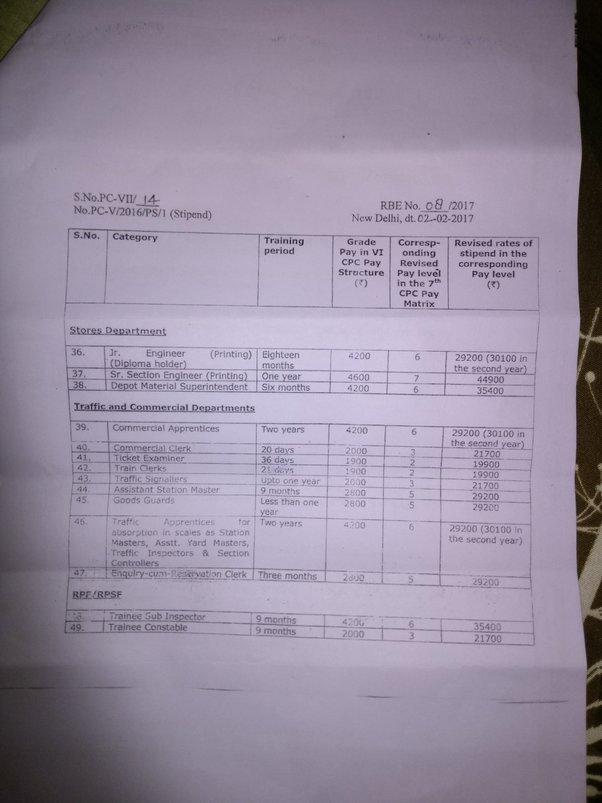 S.No.PC-VII/ 14 RBE No. 08 /2017
No.PC-V/2016/PS/1 (Stipend) New Delhi, dt. 02-02-2017
S.No. Category Training period Grade Pay in VI CPC Pay Structure (₹) Corresp-onding Revised Pay level in the 7th CPC Pay Matrix Revised rates of stipend in the corresponding Pay level (₹)
Stores Department
36. Jr. Engineer (Printing) (Diploma holder) Eighteen months 4200 6 29200 (30100 in the second year)
37. Sr. Section Engineer (Printing) One year 4600 7 44900
38. Depot Material Superintendent Six months 4200 6 35400
Traffic and Commercial Departments
39. Commercial Apprentices Two years 4200 6 29200 (30100 in the second year)
40. Commercial Clerk 20 days 2000 3 21700
41. Ticket Examiner 36 days 1900 2 19900
42. Train Clerks 21 days 1900 2 19900
43. Traffic Signallers Upto one year 2000 3 21700
44. Assistant Station Master 9 months 2800 5 29200
45. Goods Guards Less than one year 2800 5 29200
46. Traffic Apprentices for absorption in scales as Station Masters, Asstt. Yard Masters, Traffic Inspectors & Section Controllers Two years 4200 6 29200 (30100 in the second year)
47. Enquiry-cum-Reservation Clerk Three months 2800 5 29200
RPF/RPSF
Trainee Sub Inspector 9 months 4200 6 35400
49. Trainee Constable 9 months 2000 3 21700